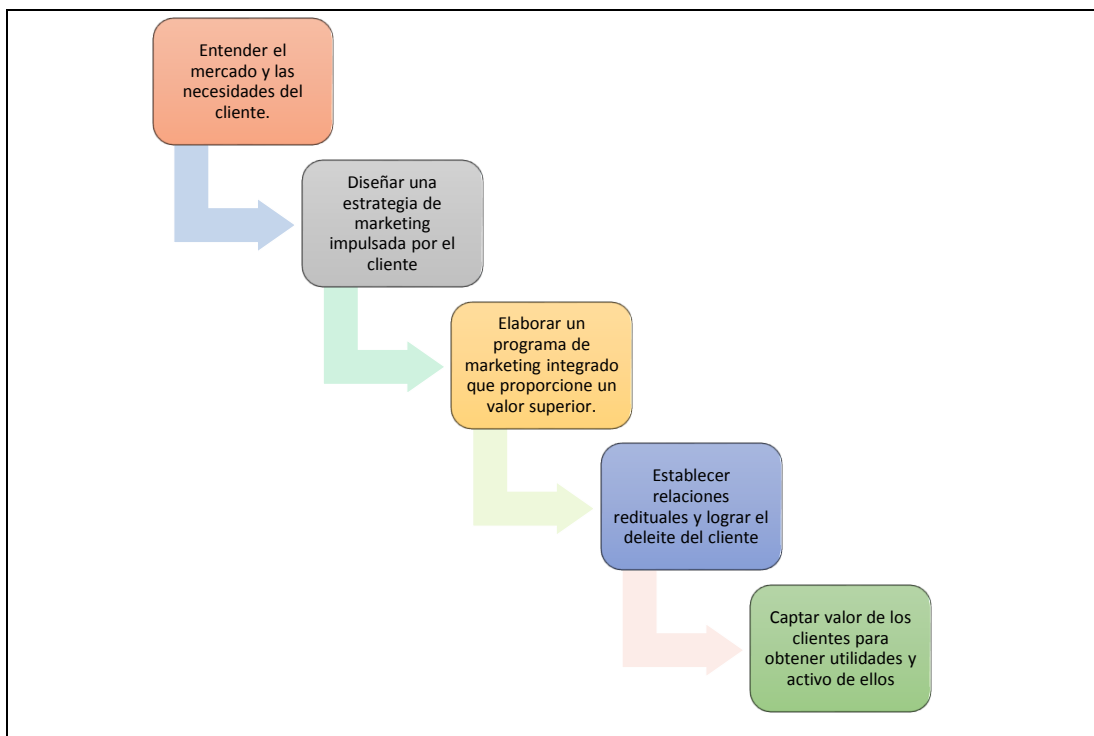 Entender el
mercado y las
necesidades del
cliente.
Diseñar una
estrategia de
marketing
impulsada por el
cliente
Elaborar un
programa de
marketing integrado
que proporcione un
valor superior.
Establecer
relaciones
redituales y lograr el
deleite del cliente
Captar valor de los
clientes para
obtener utilidades y
activo de ellos